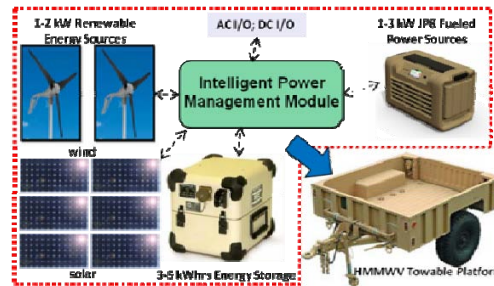 1-2 kW Renewable
Energy Sources
AC I/O; DC I/O
1-3 kW JP8 Fueled
Power Sources
Intelligent Power
Management Module
wind
solar
3-5 kWhrs Energy Storage
HMMWV Towable Platfor